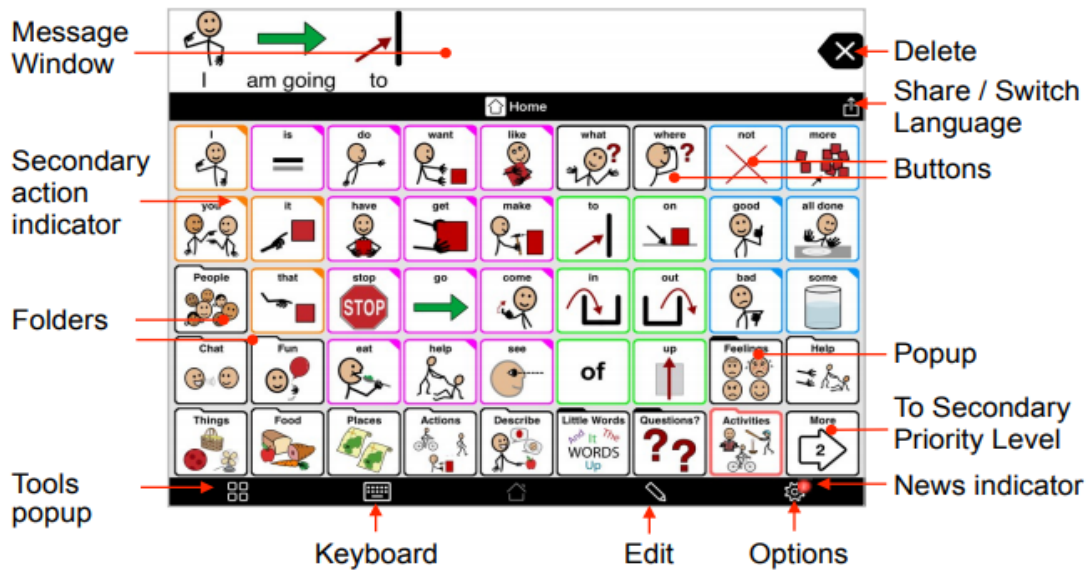 Message
Window
I am going to
Delete
Home
Share / Switch
Language
I is do want like what where not more
Secondary
action
indicator
Buttons
you it have get make to on good all done
People that stop go come in out bad some
STOP
Folders
Chat Fun eat help see of up Feelings Help
Popup
Things Food Places Actions Describe Little Words Questions? Activities More
And It The
WORDS
Up
??
2
To Secondary
Priority Level
Tools
popup
News indicator
Keyboard
Edit
Options